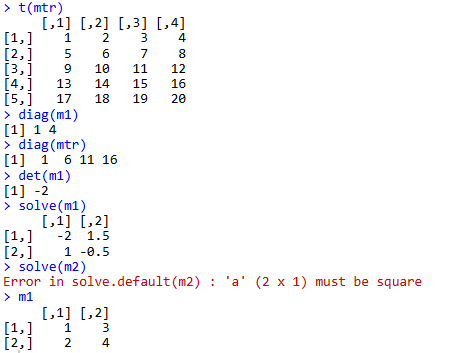 > t(mtr)
     [,1] [,2] [,3] [,4]
[1,]    1    2    3    4
[2,]    5    6    7    8
[3,]    9   10   11   12
[4,]   13   14   15   16
[5,]   17   18   19   20
> diag(m1)
[1] 1 4
> diag(mtr)
[1]  1  6 11 16
> det(m1)
[1] -2
> solve(m1)
     [,1] [,2]
[1,]   -2  1.5
[2,]    1 -0.5
> solve(m2)
Error in solve.default(m2) : 'a' (2 x 1) must be square
> m1
     [,1] [,2]
[1,]    1    3
[2,]    2    4